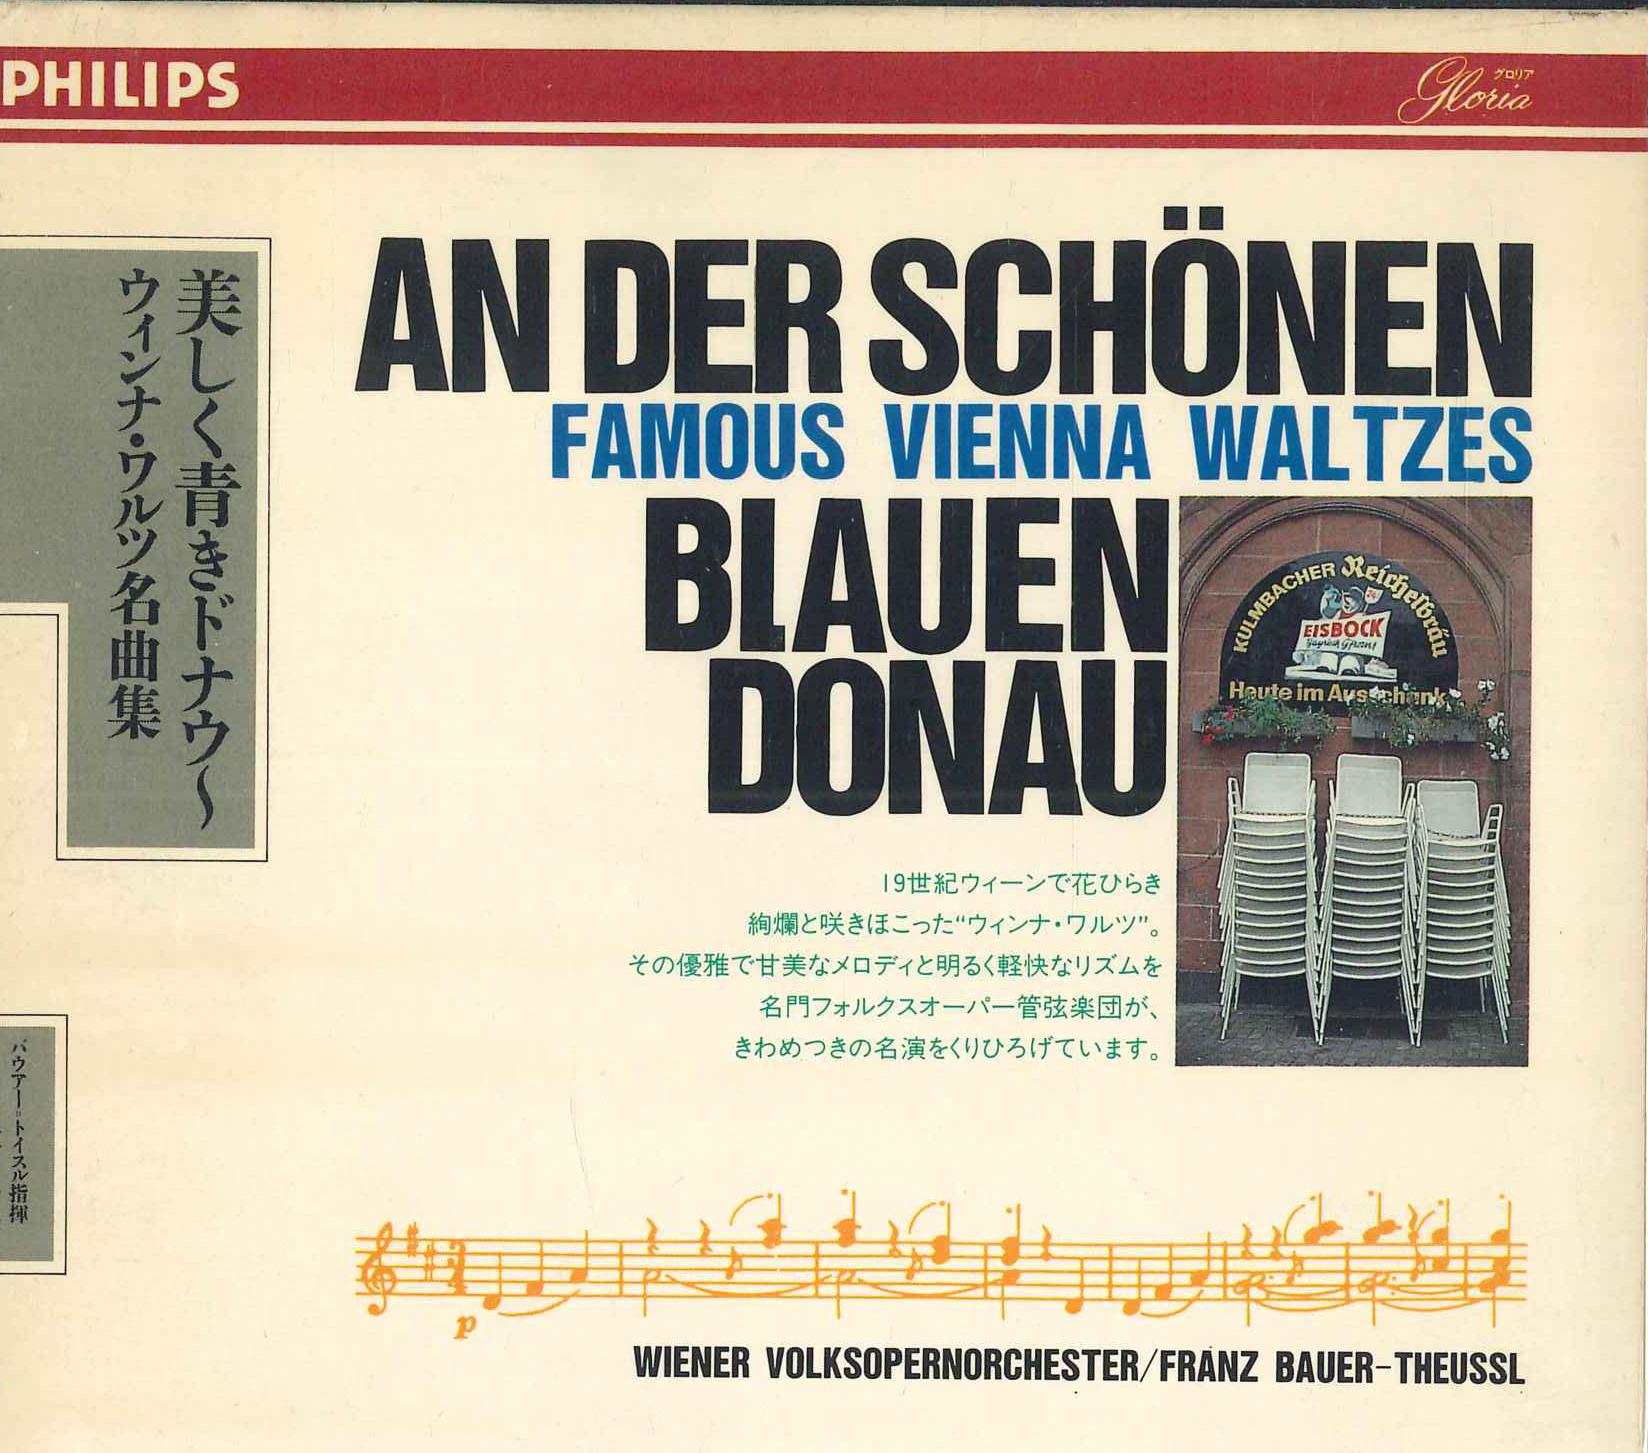 PHILIPS
グロリア
Gloria
美しく青きドナウ〜
ウィンナ・ワルツ名曲集
AN DER SCHÖNEN
FAMOUS VIENNA WALTZES
BLAUEN
DONAU
KULMBACHER Reichelbräu
EISBOCK
Heute im Ausschank
19世紀ウィーンで花ひらき
絢爛と咲きほこった“ウィンナ・ワルツ”。
その優雅で甘美なメロディと明るく軽快なリズムを
名門フォルクスオーパー管弦楽団が、
きわめつきの名演をくりひろげています。
バウアー=トイスル指揮
p
WIENER VOLKSOPERNORCHESTER/FRANZ BAUER-THEUSSL